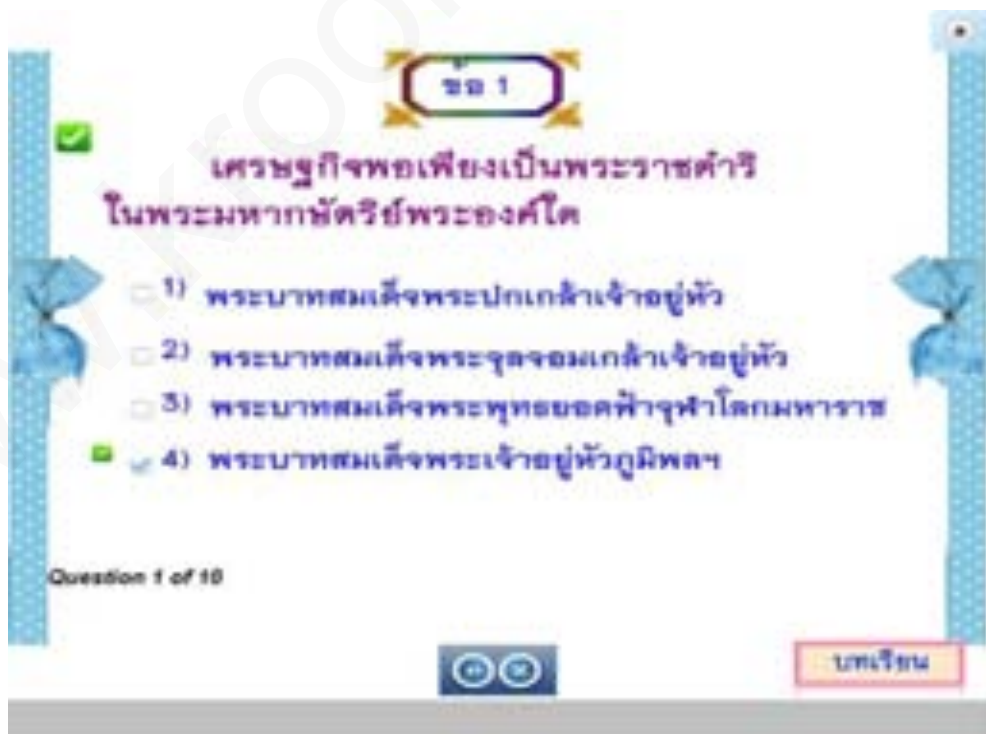 ข้อ 1
เศรษฐกิจพอเพียงเป็นพระราชดำริ
ในพระมหากษัตริย์พระองค์ใด
1) พระบาทสมเด็จพระปกเกล้าเจ้าอยู่หัว
2) พระบาทสมเด็จพระจุลจอมเกล้าเจ้าอยู่หัว
3) พระบาทสมเด็จพระพุทธยอดฟ้าจุฬาโลกมหาราช
4) พระบาทสมเด็จพระเจ้าอยู่หัวภูมิพลฯ
Question 1 of 10
บทเรียน